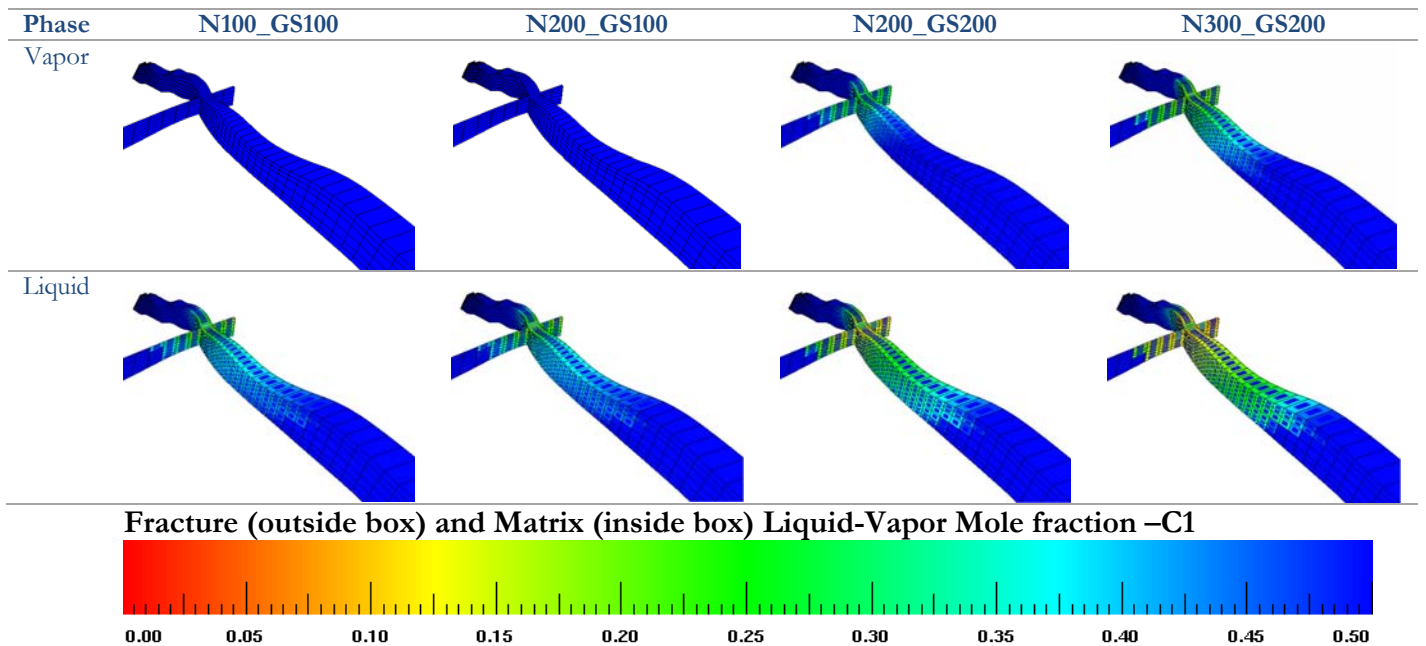 Phase N100_GS100 N200_GS100 N200_GS200 N300_GS200
Vapor
Liquid
Fracture (outside box) and Matrix (inside box) Liquid-Vapor Mole fraction –C1
0.00 0.05 0.10 0.15 0.20 0.25 0.30 0.35 0.40 0.45 0.50